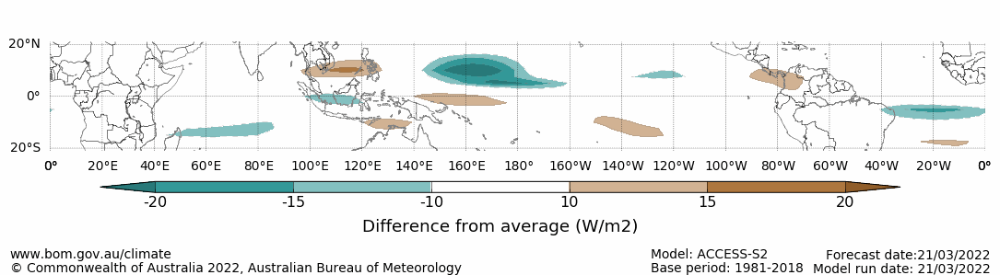 20°N
0°
20°S
0° 20°E 40°E 60°E 80°E 100°E 120°E 140°E 160°E 180° 160°W 140°W 120°W 100°W 80°W 60°W 40°W 20°W 0°
-20 -15 -10 10 15 20
Difference from average (W/m2)
www.bom.gov.au/climate Model: ACCESS-S2 Forecast date:21/03/2022
© Commonwealth of Australia 2022, Australian Bureau of Meteorology Base period: 1981-2018 Model run date: 21/03/2022